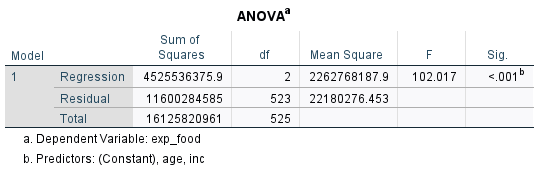 ANOVAa
Model Sum of Squares df Mean Square F Sig.
1 Regression 4525536375.9 2 2262768187.9 102.017 <.001b
Residual 11600284585 523 22180276.453
Total 16125820961 525
a. Dependent Variable: exp_food
b. Predictors: (Constant), age, inc